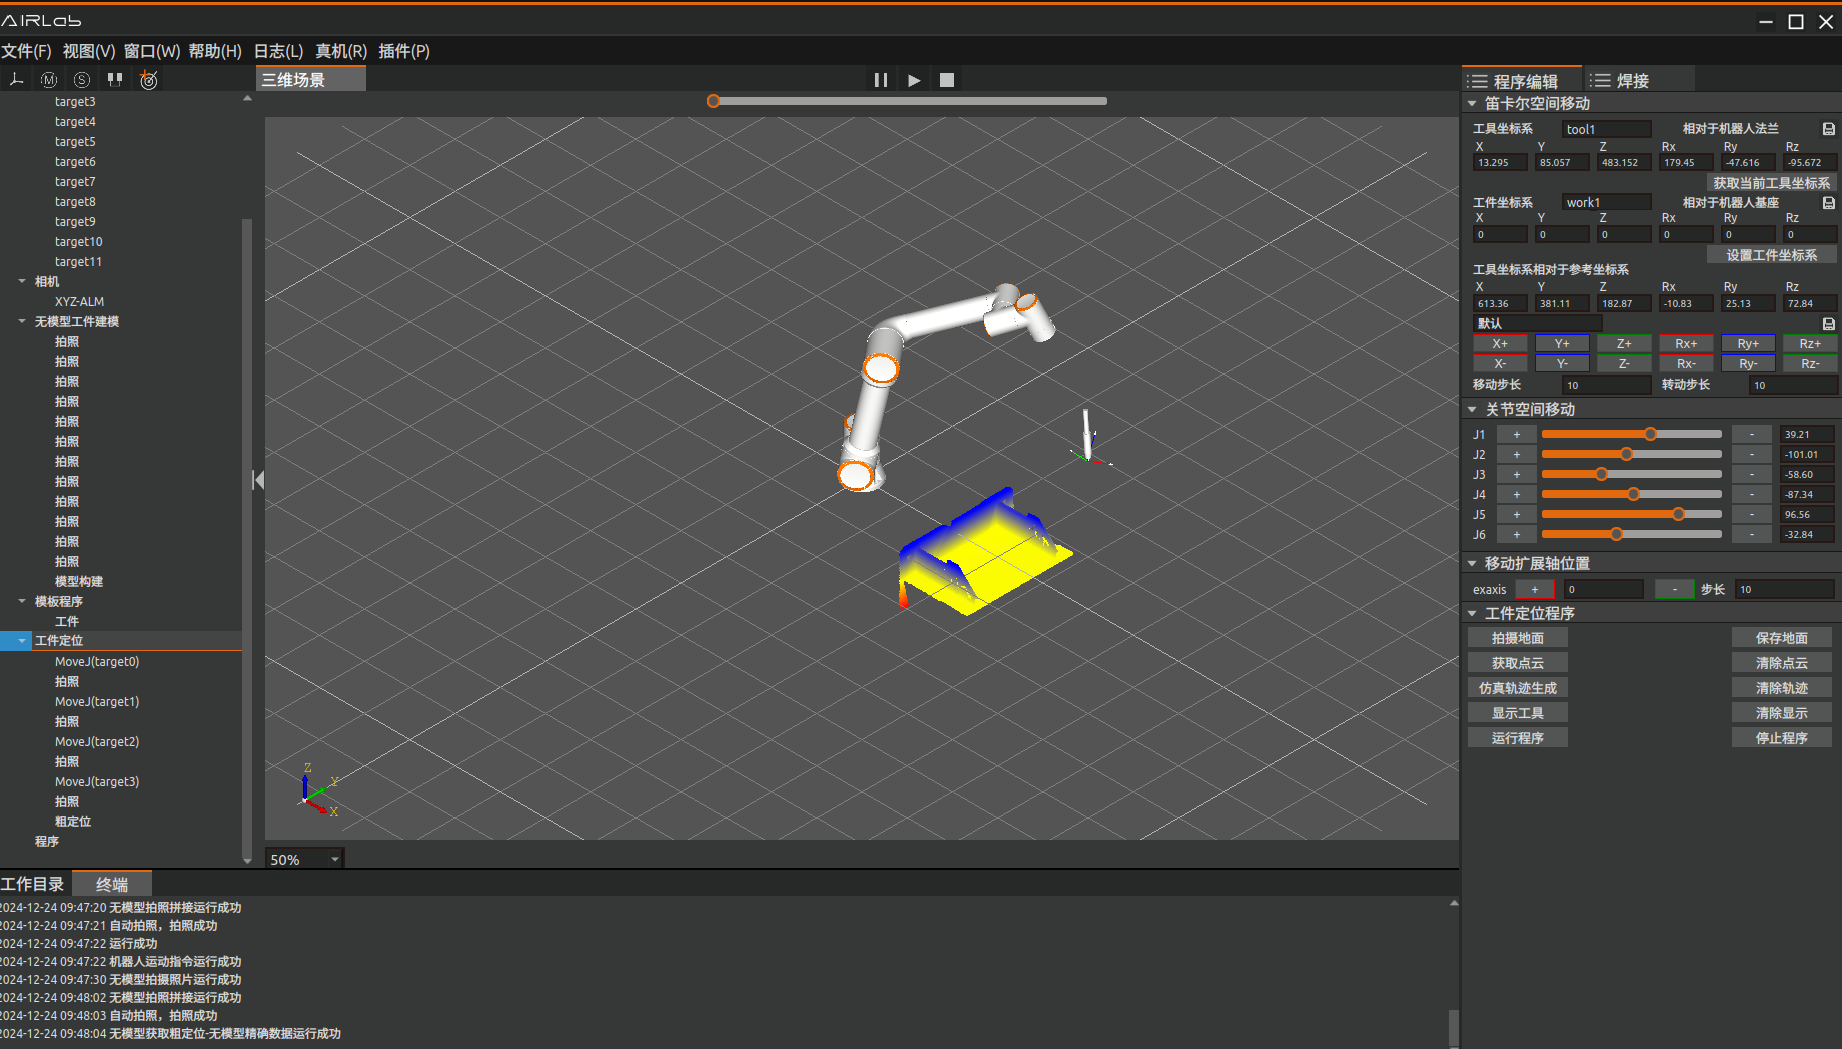 AIRLab
文件(F) 视图(V) 窗口(W) 帮助(H) 日志(L) 真机(R) 插件(P)
M S
三维场景
target3
target4
target5
target6
target7
target8
target9
target10
target11
相机
XYZ-ALM
无模型工件建模
拍照
拍照
拍照
拍照
拍照
拍照
拍照
拍照
拍照
拍照
拍照
拍照
模型构建
模板程序
工件
工件定位
MoveJ(target0)
拍照
MoveJ(target1)
拍照
MoveJ(target2)
拍照
MoveJ(target3)
拍照
粗定位
程序
Z
Y
X
50%
工作目录 终端
2024-12-24 09:47:20 无模型拍照拼接运行成功
2024-12-24 09:47:21 自动拍照，拍照成功
2024-12-24 09:47:22 运行成功
2024-12-24 09:47:22 机器人运动指令运行成功
2024-12-24 09:47:30 无模型拍摄照片运行成功
2024-12-24 09:48:02 无模型拍照拼接运行成功
2024-12-24 09:48:03 自动拍照，拍照成功
2024-12-24 09:48:04 无模型获取粗定位-无模型精确数据运行成功
程序编辑 焊接
笛卡尔空间移动
工具坐标系 tool1 相对于机器人法兰
X Y Z Rx Ry Rz
13.295 85.057 483.152 179.45 -47.616 -95.672
获取当前工具坐标系
工件坐标系 work1 相对于机器人基座
X Y Z Rx Ry Rz
0 0 0 0 0 0
设置工件坐标系
工具坐标系相对于参考坐标系
X Y Z Rx Ry Rz
613.36 381.11 182.87 -10.83 25.13 72.84
默认
X+ Y+ Z+ Rx+ Ry+ Rz+
X- Y- Z- Rx- Ry- Rz-
移动步长 10 转动步长 10
关节空间移动
J1 + - 39.21
J2 + - -101.01
J3 + - -58.60
J4 + - -87.34
J5 + - 96.56
J6 + - -32.84
移动扩展轴位置
exaxis + 0 - 步长 10
工件定位程序
拍摄地面 保存地面
获取点云 清除点云
仿真轨迹生成 清除轨迹
显示工具 清除显示
运行程序 停止程序